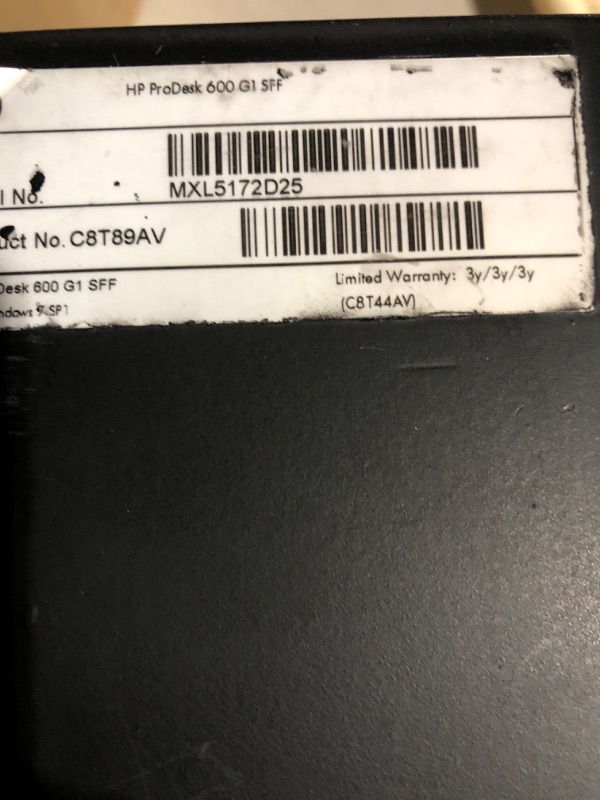 HP ProDesk 600 G1 SFF
l No.
MXL5172D25
uct No. C8T89AV
Desk 600 G1 SFF
Limited Warranty: 3y/3y/3y
ndows SP1
(C8T44AV)